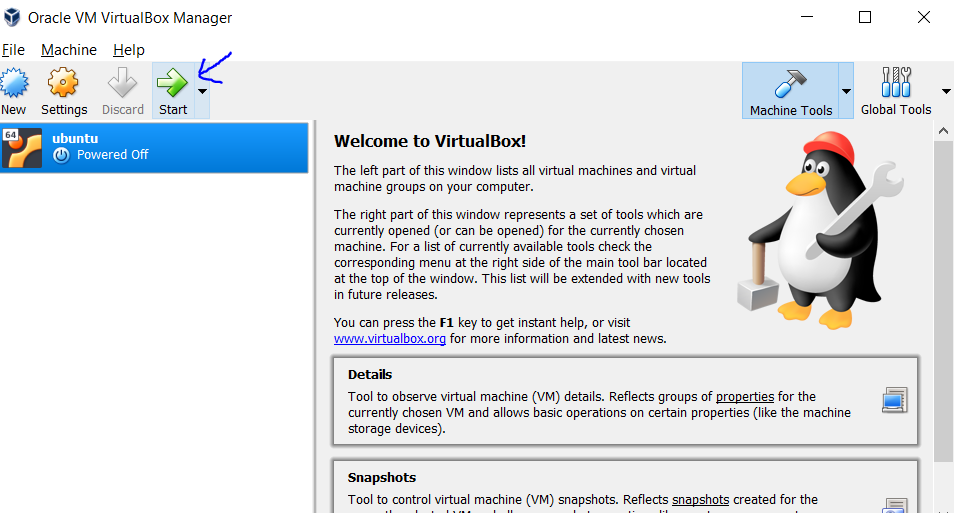 Oracle VM VirtualBox Manager
File Machine Help
New Settings Discard Start Machine Tools Global Tools
64
ubuntu
Powered Off
Welcome to VirtualBox!
The left part of this window lists all virtual machines and virtual
machine groups on your computer.
The right part of this window represents a set of tools which are
currently opened (or can be opened) for the currently chosen
machine. For a list of currently available tools check the
corresponding menu at the right side of the main tool bar located
at the top of the window. This list will be extended with new tools
in future releases.
You can press the F1 key to get instant help, or visit
www.virtualbox.org for more information and latest news.
Details
Tool to observe virtual machine (VM) details. Reflects groups of properties for the
currently chosen VM and allows basic operations on certain properties (like the machine
storage devices).
Snapshots
Tool to control virtual machine (VM) snapshots. Reflects snapshots created for the